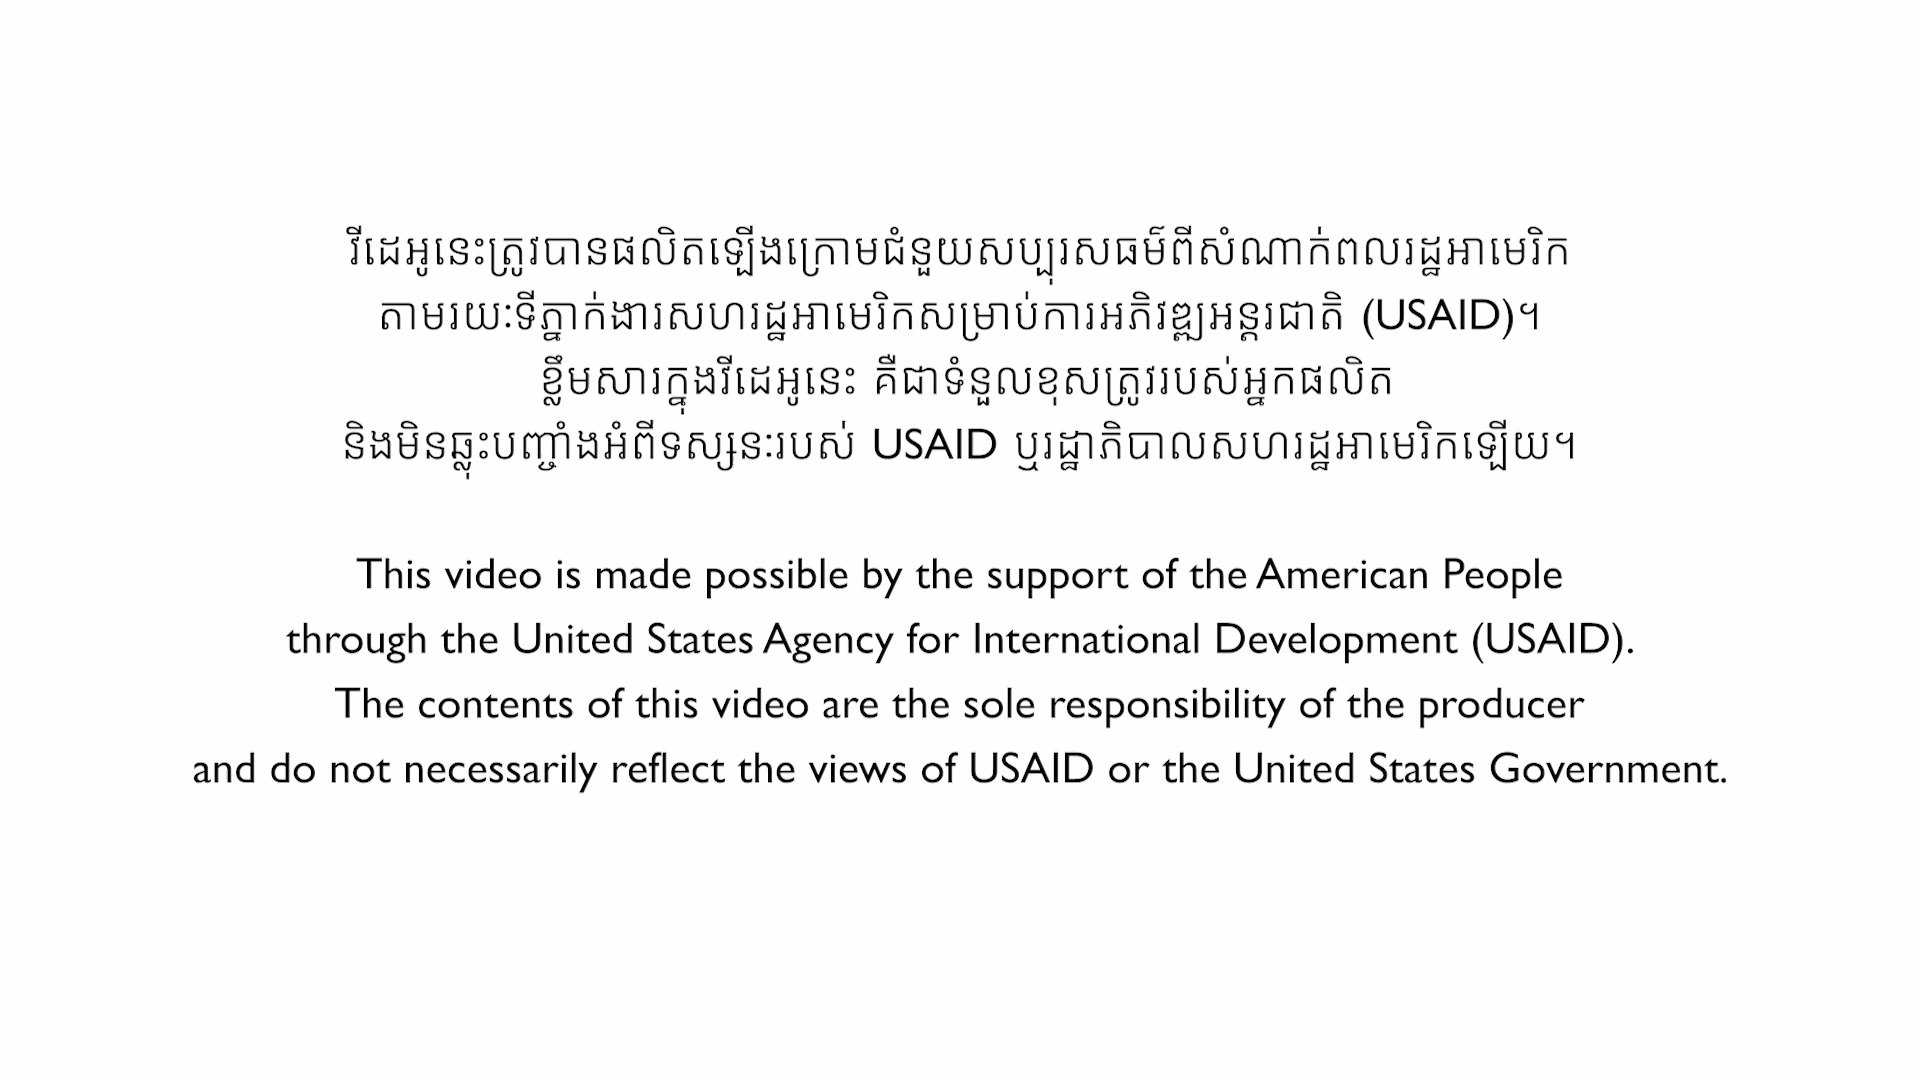 វីដេអូនេះត្រូវបានផលិតឡើងក្រោមជំនួយសប្បុរសធម៌ពីសំណាក់ពលរដ្ឋអាមេរិក
តាមរយៈទីភ្នាក់ងារសហរដ្ឋអាមេរិកសម្រាប់ការអភិវឌ្ឍអន្តរជាតិ (USAID)។
ខ្លឹមសារក្នុងវីដេអូនេះ គឺជាទំនួលខុសត្រូវរបស់អ្នកផលិត
និងមិនឆ្លុះបញ្ចាំងអំពីទស្សនៈរបស់ USAID ឬរដ្ឋាភិបាលសហរដ្ឋអាមេរិកឡើយ។
This video is made possible by the support of the American People
through the United States Agency for International Development (USAID).
The contents of this video are the sole responsibility of the producer
and do not necessarily reflect the views of USAID or the United States Government.